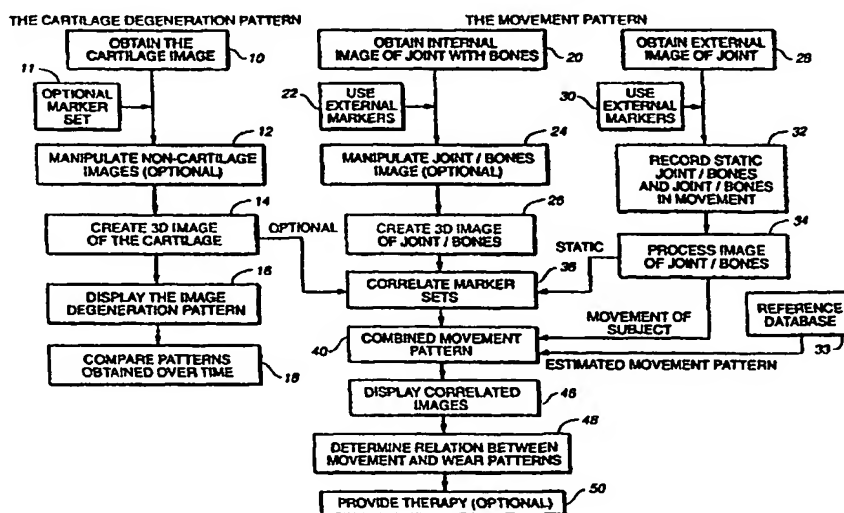 THE CARTILAGE DEGENERATION PATTERN
OBTAIN THE
CARTILAGE IMAGE
10
11
OPTIONAL
MARKER
SET
12
MANIPULATE NON-CARTILAGE
IMAGES (OPTIONAL)
14
CREATE 3D IMAGE
OF THE CARTILAGE
OPTIONAL
16
DISPLAY THE IMAGE
DEGENERATION PATTERN
COMPARE PATTERNS
OBTAINED OVER TIME
18
THE MOVEMENT PATTERN
OBTAIN INTERNAL
IMAGE OF JOINT WITH BONES
20
22
USE
EXTERNAL
MARKERS
24
MANIPULATE JOINT / BONES
IMAGE (OPTIONAL)
26
CREATE 3D IMAGE
OF JOINT / BONES
STATIC
CORRELATE MARKER
SETS
36
OBTAIN EXTERNAL
IMAGE OF JOINT
28
30
USE
EXTERNAL
MARKERS
32
RECORD STATIC
JOINT / BONES
AND JOINT / BONES
IN MOVEMENT
34
PROCESS IMAGE
OF JOINT / BONES
MOVEMENT OF
SUBJECT
REFERENCE
DATABASE
33
COMBINED MOVEMENT
PATTERN
40
ESTIMATED MOVEMENT PATTERN
DISPLAY CORRELATED
IMAGES
46
48
DETERMINE RELATION BETWEEN
MOVEMENT AND WEAR PATTERNS
50
PROVIDE THERAPY (OPTIONAL)